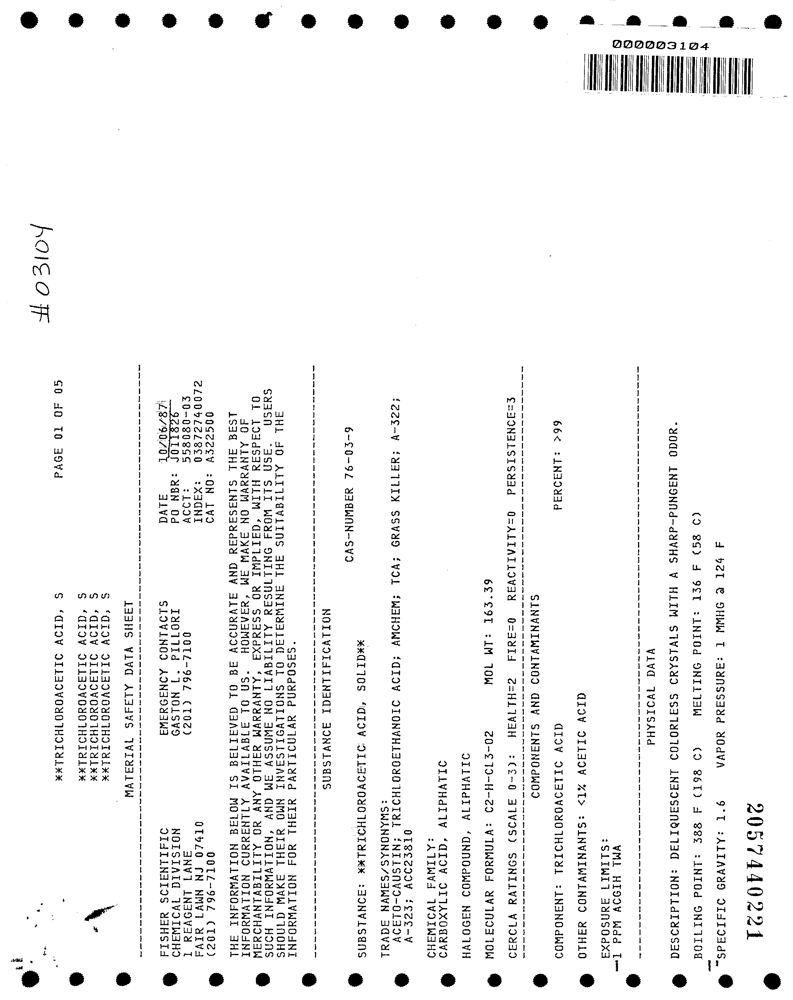 000003104
#03104
**TRICHLOROACETIC ACID, S PAGE 01 OF 05
**TRICHLOROACETIC ACID, S
**TRICHLOROACETIC ACID, S
**TRICHLOROACETIC ACID, S
MATERIAL SAFETY DATA SHEET
FISHER SCIENTIFIC EMERGENCY CONTACTS DATE 10/06/87
CHEMICAL DIVISION GASTON L. PILLORI PO NBR: J011826
1 REAGENT LANE (201) 796-7100 ACCT: 558080-03
FAIR LAWN NJ 07410 INDEX: 03872740072
(201) 796-7100 CAT NO: A322500
THE INFORMATION BELOW IS BELIEVED TO BE ACCURATE AND REPRESENTS THE BEST
INFORMATION CURRENTLY AVAILABLE TO US. HOWEVER, WE MAKE NO WARRANTY OF
MERCHANTABILITY OR ANY OTHER WARRANTY, EXPRESS OR IMPLIED, WITH RESPECT TO
SUCH INFORMATION, AND WE ASSUME NO LIABILITY RESULTING FROM ITS USE. USERS
SHOULD MAKE THEIR OWN INVESTIGATIONS TO DETERMINE THE SUITABILITY OF THE
INFORMATION FOR THEIR PARTICULAR PURPOSES.
SUBSTANCE IDENTIFICATION
CAS-NUMBER 76-03-9
SUBSTANCE: **TRICHLOROACETIC ACID, SOLID**
TRADE NAMES/SYNONYMS:
ACETO-CAUSTIN; TRICHLOROETHANOIC ACID; AMCHEM; TCA; GRASS KILLER; A-322;
A-323; ACC23810
CHEMICAL FAMILY:
CARBOXYLIC ACID, ALIPHATIC
HALOGEN COMPOUND, ALIPHATIC
MOLECULAR FORMULA: C2-H-CL3-O2 MOL WT: 163.39
CERCLA RATINGS (SCALE 0-3): HEALTH=2 FIRE=0 REACTIVITY=0 PERSISTENCE=3
COMPONENTS AND CONTAMINANTS
COMPONENT: TRICHLOROACETIC ACID PERCENT: >99
OTHER CONTAMINANTS: <1% ACETIC ACID
EXPOSURE LIMITS:
1 PPM ACGIH TWA
PHYSICAL DATA
DESCRIPTION: DELIQUESCENT COLORLESS CRYSTALS WITH A SHARP-PUNGENT ODOR.
BOILING POINT: 388 F (198 C) MELTING POINT: 136 F (58 C)
SPECIFIC GRAVITY: 1.6 VAPOR PRESSURE: 1 MMHG @ 124 F
2057440221